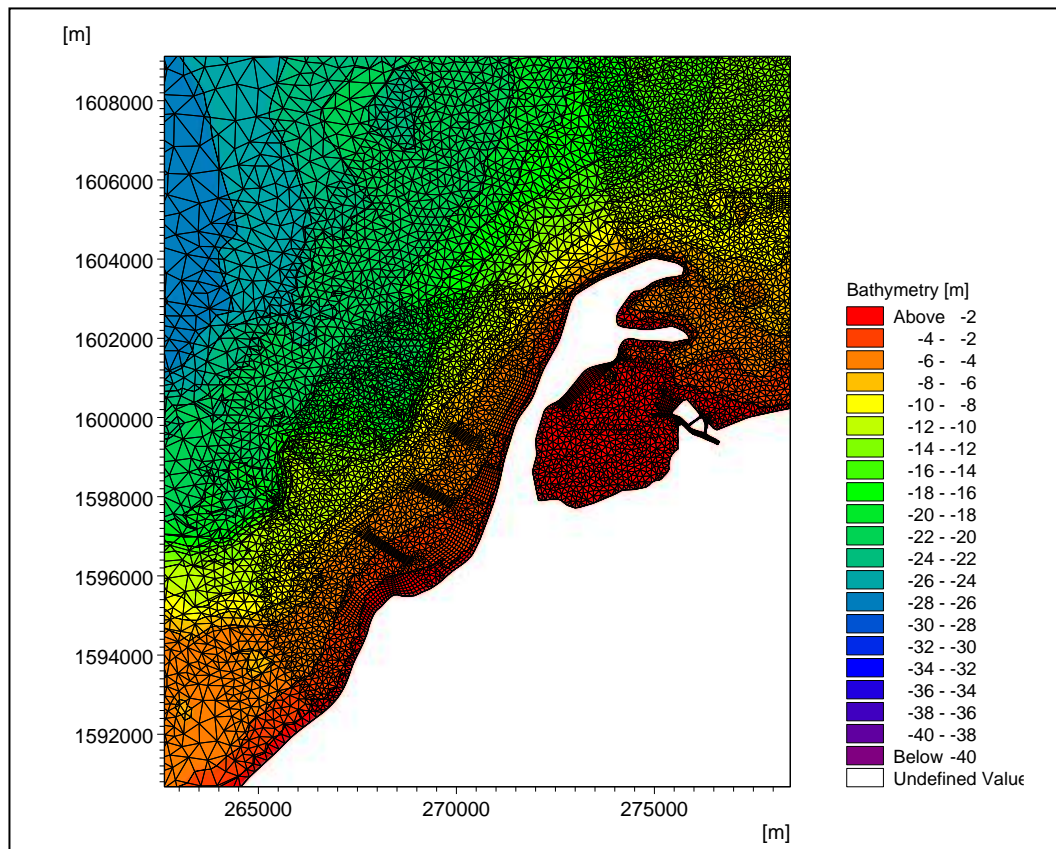 [m]
1608000
1606000
1604000
1602000
1600000
1598000
1596000
1594000
1592000
265000 270000 275000
[m]
Bathymetry [m]
Above -2
-4 - -2
-6 - -4
-8 - -6
-10 - -8
-12 - -10
-14 - -12
-16 - -14
-18 - -16
-20 - -18
-22 - -20
-24 - -22
-26 - -24
-28 - -26
-30 - -28
-32 - -30
-34 - -32
-36 - -34
-38 - -36
-40 - -38
Below -40
Undefined Value